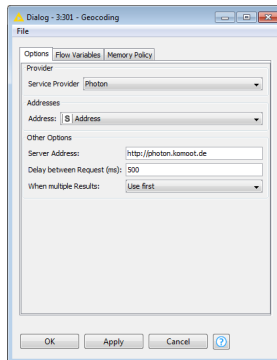 Dialog - 3:301 - Geocoding
File
Options Flow Variables Memory Policy
Provider
Service Provider Photon
Addresses
Address: S Address
Other Options
Server Address: http://photon.komoot.de
Delay between Request (ms): 500
When multiple Results: Use first
OK Apply Cancel ?